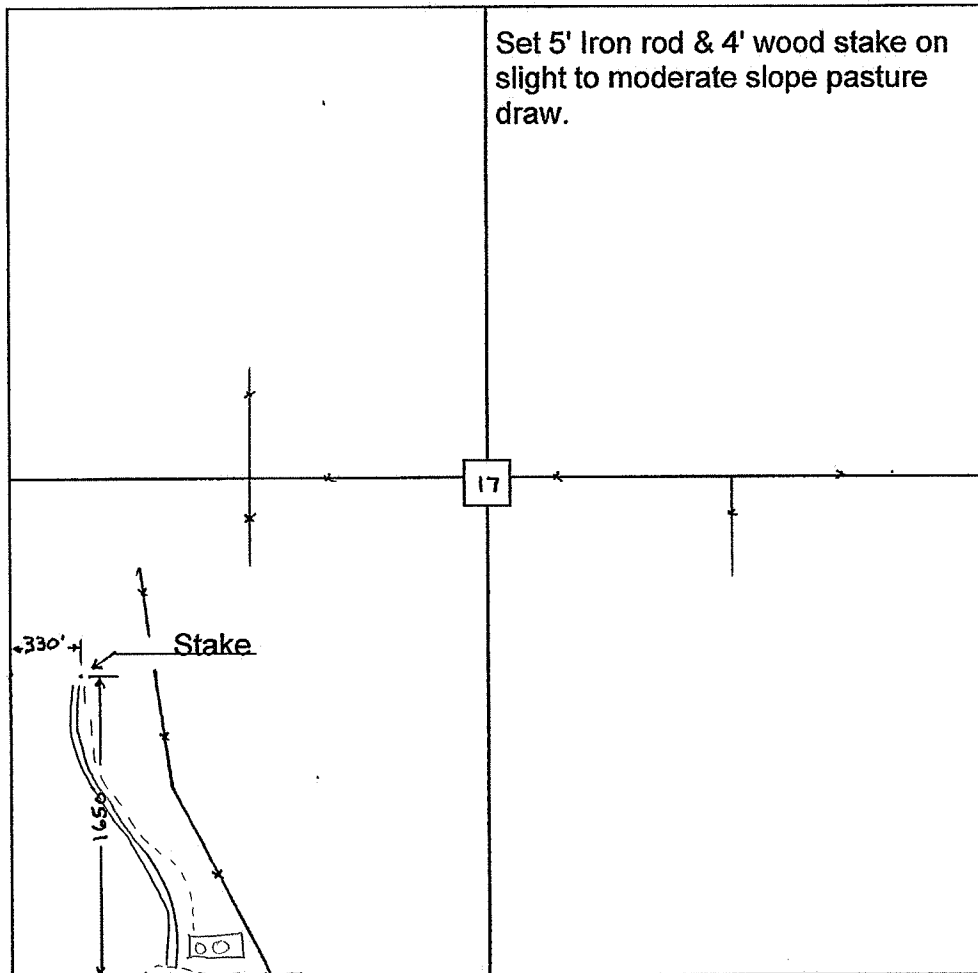 Set 5' Iron rod & 4' wood stake on
slight to moderate slope pasture
draw.
17
330'
Stake
1650'